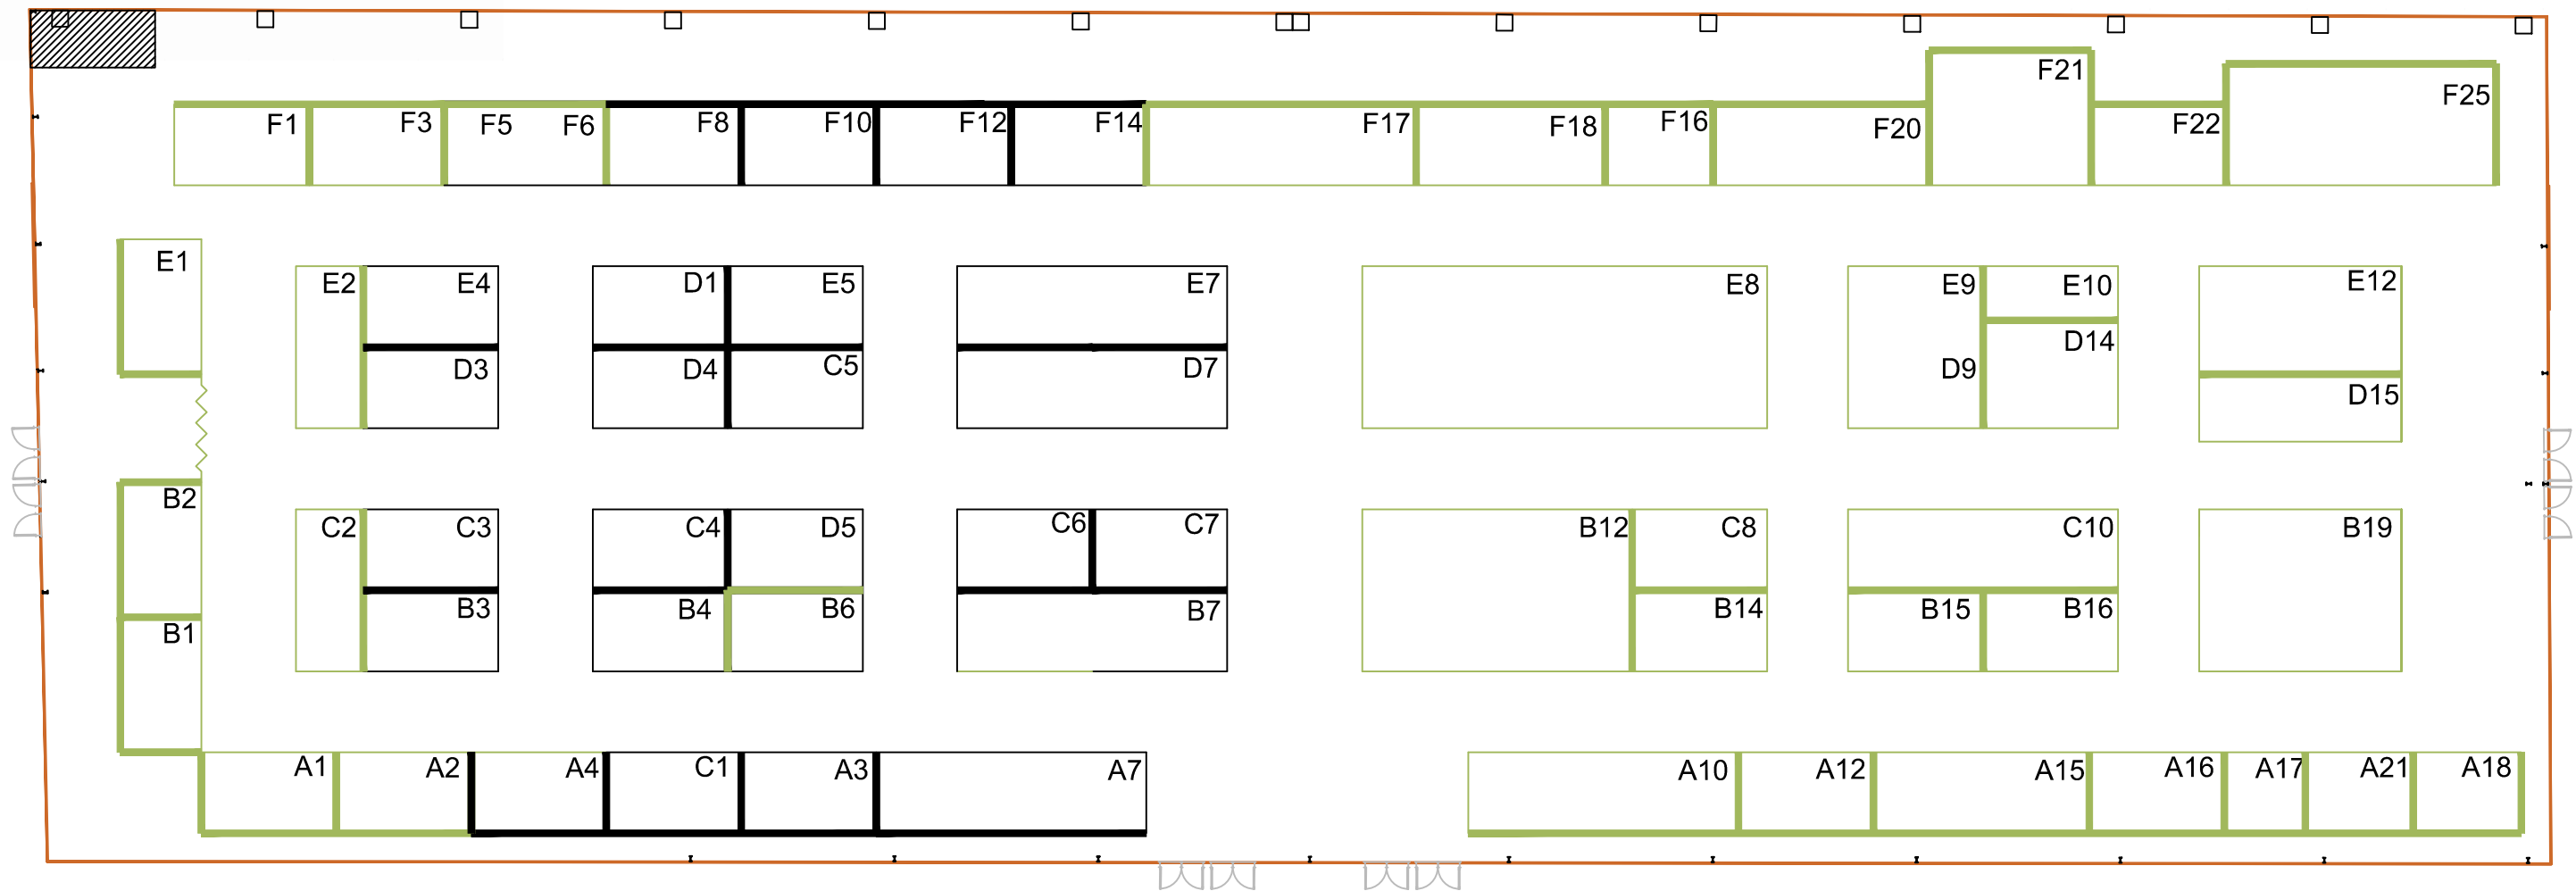 F21
F25
F1 F3 F5 F6 F8 F10 F12 F14 F17 F18 F16 F20 F22
E1 E2 E4 D1 E5 E7 E8 E9 E10 E12
D3 D4 C5 D7 D9 D14 D15
B2 C2 C3 C4 D5 C6 C7 B12 C8 C10 B19
B1 B3 B4 B6 B7 B14 B15 B16
A1 A2 A4 C1 A3 A7 A10 A12 A15 A16 A17 A21 A18